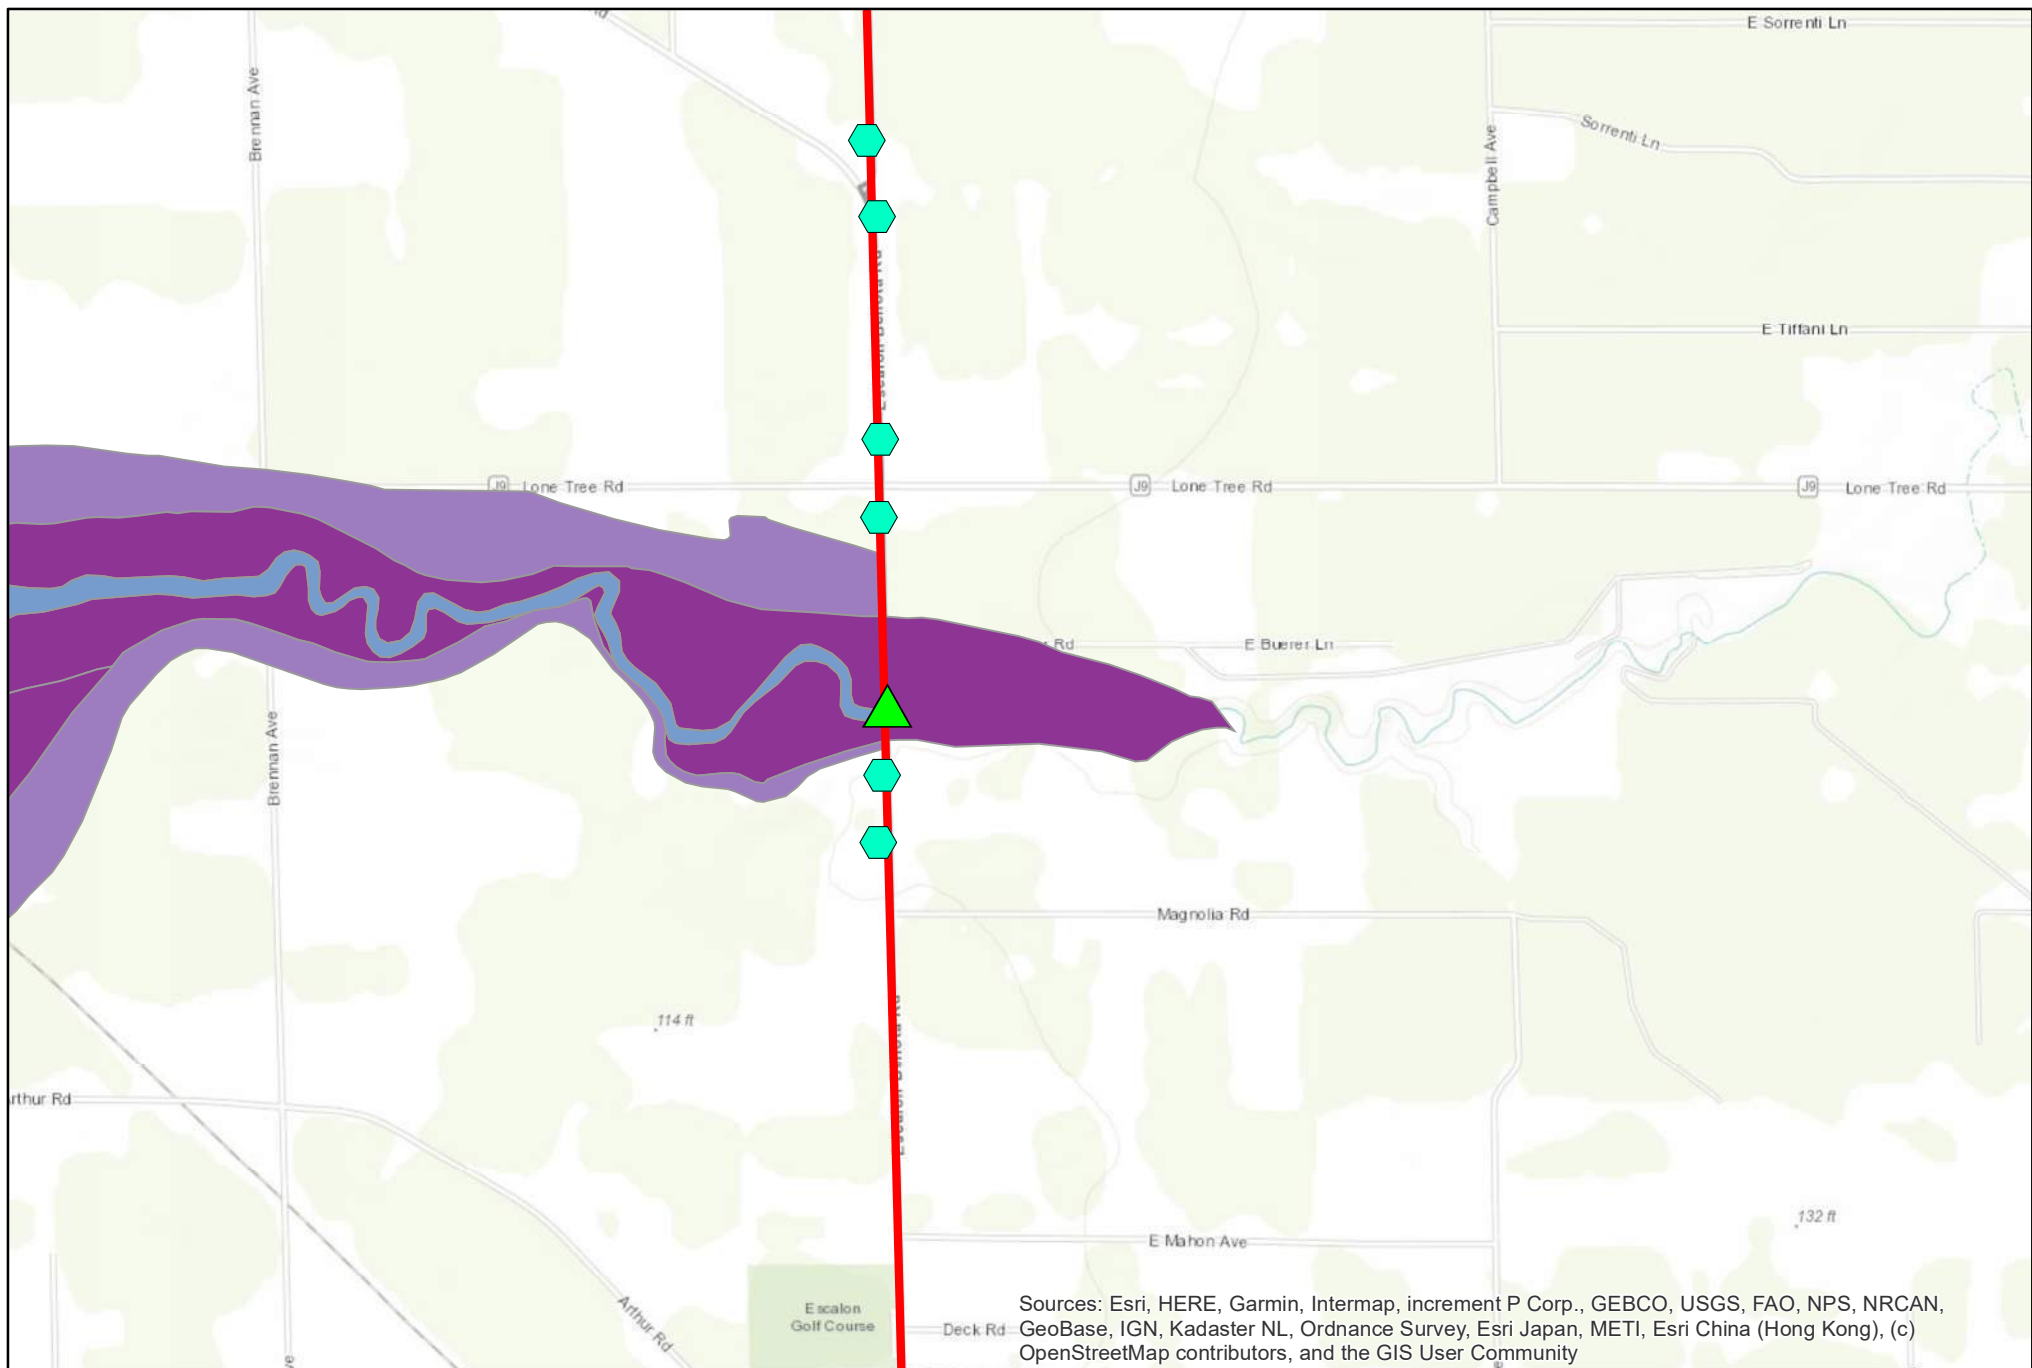 E Sorrenti Ln
Brennan Ave
Sorrenti Ln
Campbell Ave
E Tiffani Ln
J9 Lone Tree Rd
J9 Lone Tree Rd
J9 Lone Tree Rd
Rd
E Buerer Ln
Brennan Ave
Magnolia Rd
114 ft
rthur Rd
132 ft
E Mahon Ave
Arthur Rd
Escalon
Golf Course
Deck Rd
Sources: Esri, HERE, Garmin, Intermap, increment P Corp., GEBCO, USGS, FAO, NPS, NRCAN,
GeoBase, IGN, Kadaster NL, Ordnance Survey, Esri Japan, METI, Esri China (Hong Kong), (c)
OpenStreetMap contributors, and the GIS User Community